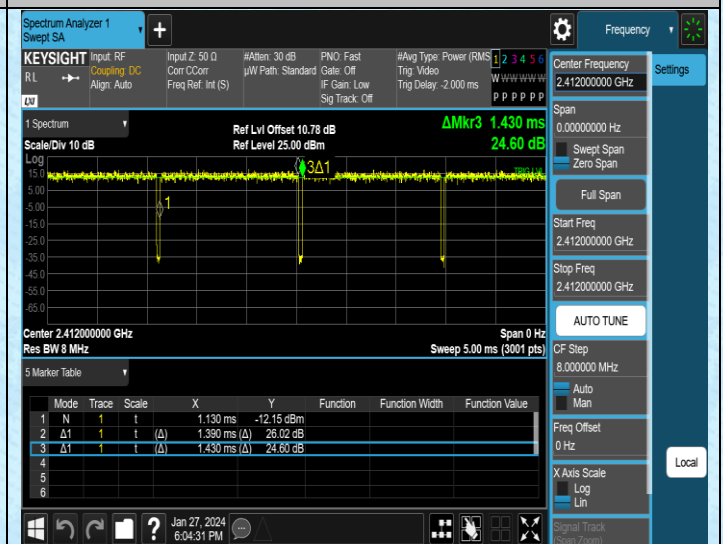 Spectrum Analyzer 1
Swept SA
+
Frequency
KEYSIGHT
R L
LXI
Input: RF
Coupling: DC
Align: Auto
Input Z: 50 Ω
Corr CCorr
Freq Ref: Int (S)
#Atten: 30 dB
µW Path: Standard
PNO: Fast
Gate: Off
IF Gain: Low
Sig Track: Off
#Avg Type: Power (RMS
Trig: Video
Trig Delay: -2.000 ms
1 2 3 4 5 6
W W W W W W
P P P P P P
1 Spectrum
Scale/Div 10 dB
Ref Lvl Offset 10.78 dB
Ref Level 25.00 dBm
ΔMkr3 1.430 ms
24.60 dB
Log
15.0
5.00
-5.00
-15.0
-25.0
-35.0
-45.0
-55.0
-65.0
3Δ1
1
TRIG LVL
Center 2.412000000 GHz
Res BW 8 MHz
Span 0 Hz
Sweep 5.00 ms (3001 pts)
5 Marker Table
Mode Trace Scale X Y Function Function Width Function Value
1 N 1 t 1.130 ms -12.15 dBm
2 Δ1 1 t (Δ) 1.390 ms (Δ) 26.02 dB
3 Δ1 1 t (Δ) 1.430 ms (Δ) 24.60 dB
4
5
6
?
Jan 27, 2024
6:04:31 PM
Center Frequency
2.412000000 GHz
Span
0.00000000 Hz
Swept Span
Zero Span
Full Span
Start Freq
2.412000000 GHz
Stop Freq
2.412000000 GHz
AUTO TUNE
CF Step
8.000000 MHz
Auto
Man
Freq Offset
0 Hz
X Axis Scale
Log
Lin
Signal Track
(Span Zoom)
Settings
Local